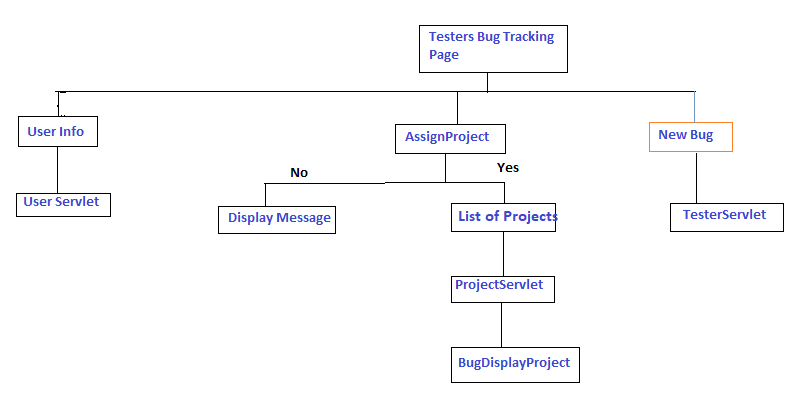 Testers Bug Tracking
Page
User Info
AssignProject
New Bug
No
Yes
User Servlet
Display Message
List of Projects
TesterServlet
ProjectServlet
BugDisplayProject